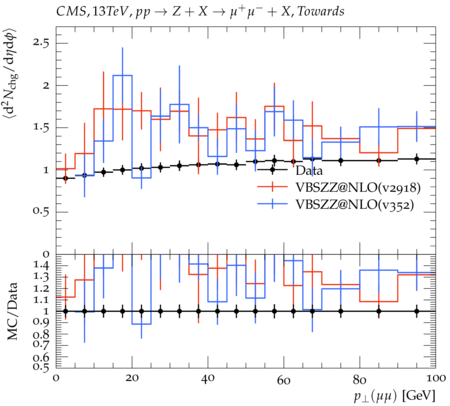 CMS, 13TeV, pp → Z + X → μ⁺μ⁻ + X, Towards
⟨d²N_chg/dηdϕ⟩
2.5
2
1.5
1
0.5
0
Data
VBSZZ@NLO(v2918)
VBSZZ@NLO(v352)
MC/Data
1.4
1.3
1.2
1.1
1
0.9
0.8
0.7
0.6
0.5
0 20 40 60 80 100
p⊥(μμ) [GeV]